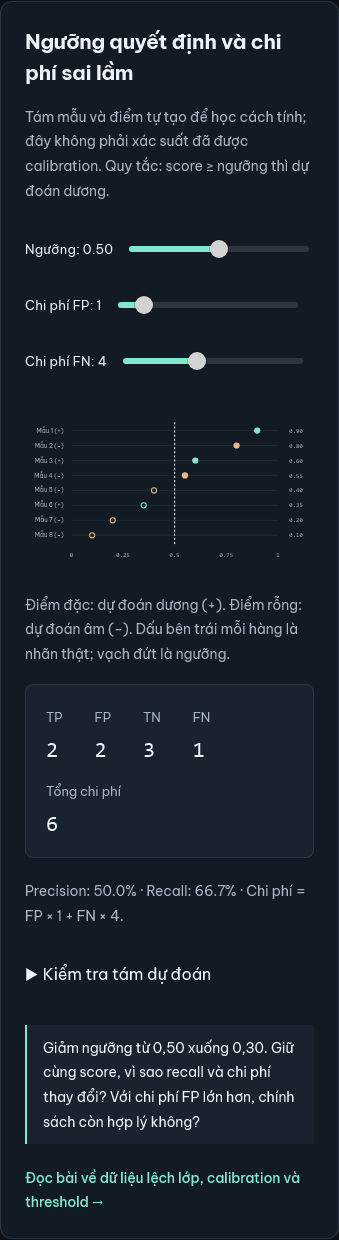 Ngưỡng quyết định và chi
phí sai lầm
Tám mẫu và điểm tự tạo để học cách tính;
đây không phải xác suất đã được
calibration. Quy tắc: score ≥ ngưỡng thì dự
đoán dương.
Ngưỡng: 0.50
Chi phí FP: 1
Chi phí FN: 4
Mẫu 1 (+) 0.90
Mẫu 2 (−) 0.80
Mẫu 3 (+) 0.60
Mẫu 4 (−) 0.55
Mẫu 5 (−) 0.40
Mẫu 6 (+) 0.35
Mẫu 7 (−) 0.20
Mẫu 8 (−) 0.10
0 0.25 0.5 0.75 1
Điểm đặc: dự đoán dương (+). Điểm rỗng:
dự đoán âm (−). Dấu bên trái mỗi hàng là
nhãn thật; vạch đứt là ngưỡng.
TP FP TN FN
2 2 3 1
Tổng chi phí
6
Precision: 50.0% · Recall: 66.7% · Chi phí =
FP × 1 + FN × 4.
▶ Kiểm tra tám dự đoán
Giảm ngưỡng từ 0,50 xuống 0,30. Giữ
cùng score, vì sao recall và chi phí
thay đổi? Với chi phí FP lớn hơn, chính
sách còn hợp lý không?
Đọc bài về dữ liệu lệch lớp, calibration và
threshold →